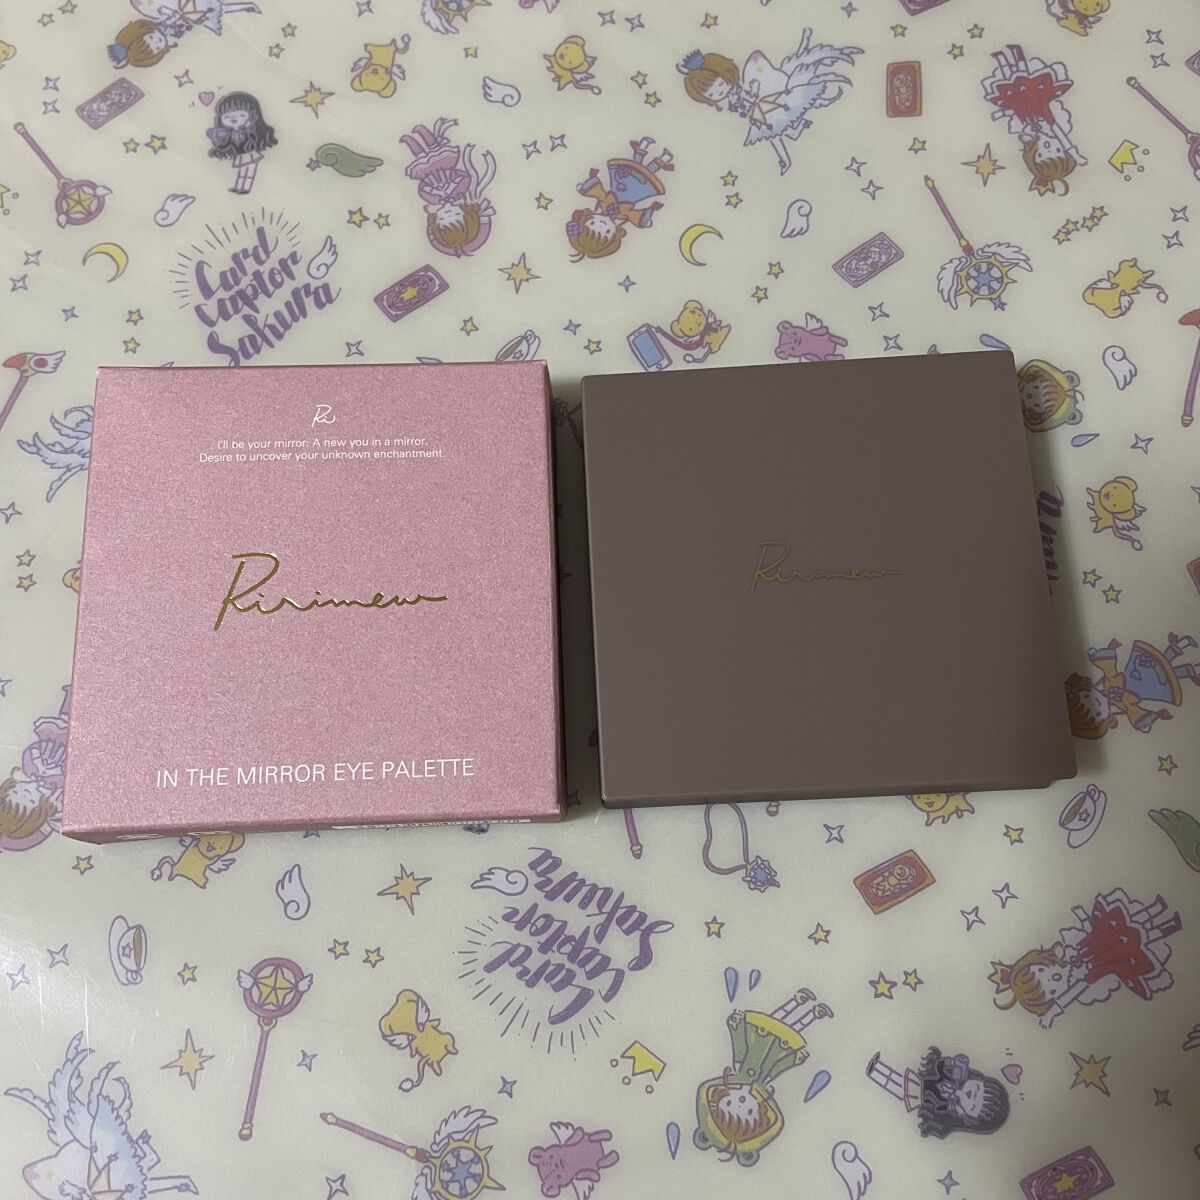 Card
Captor
Sakura
Ri
I'll be your mirror: A new you in a mirror.
Desire to uncover your unknown enchantment.
Ririmew
IN THE MIRROR EYE PALETTE
Ririmew
Card
Captor
Sakura